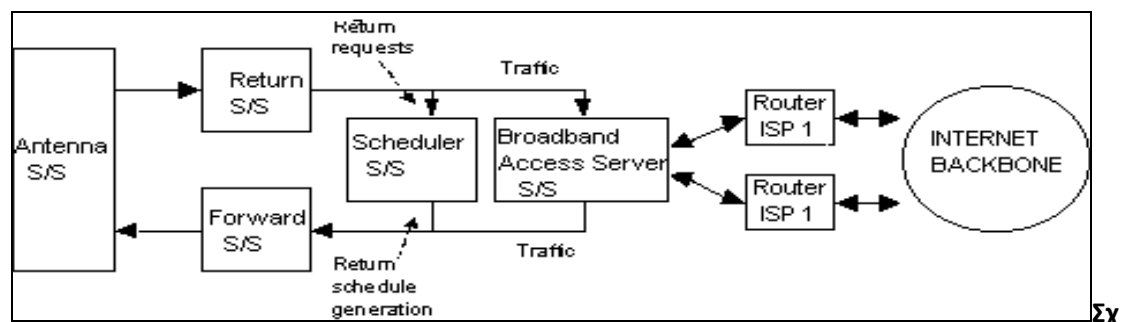 Return
requests
Traffic
Return
S/S
Router
ISP 1
Antenna
S/S
Scheduler
S/S
Broadband
Access Server
S/S
INTERNET
BACKBONE
Forward
S/S
Router
ISP 1
Traffic
Return
schedule
generation
Σχ